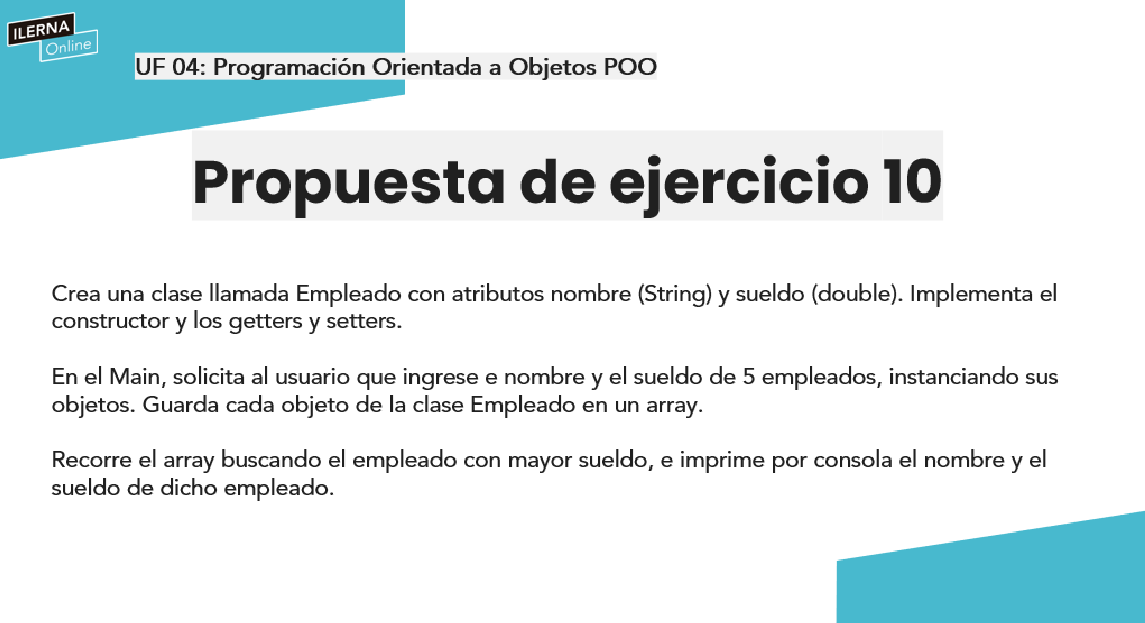 ILERNA
Online
UF 04: Programación Orientada a Objetos POO
Propuesta de ejercicio 10
Crea una clase llamada Empleado con atributos nombre (String) y sueldo (double). Implementa el
constructor y los getters y setters.
En el Main, solicita al usuario que ingrese e nombre y el sueldo de 5 empleados, instanciando sus
objetos. Guarda cada objeto de la clase Empleado en un array.
Recorre el array buscando el empleado con mayor sueldo, e imprime por consola el nombre y el
sueldo de dicho empleado.